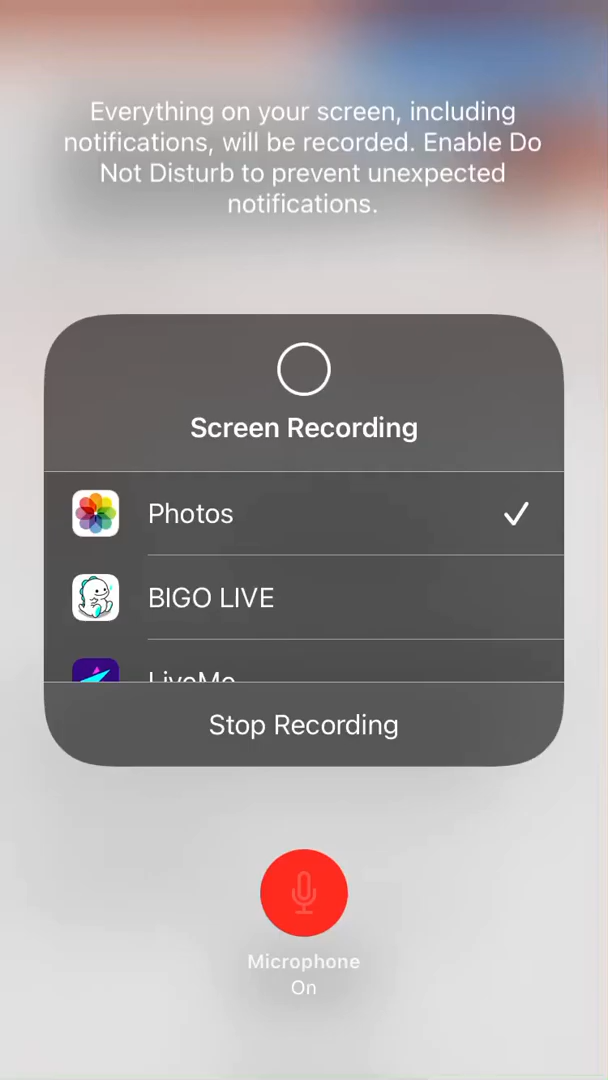 Everything on your screen, including
notifications, will be recorded. Enable Do
Not Disturb to prevent unexpected
notifications.
Screen Recording
Photos
BIGO LIVE
LiveMe
Stop Recording
Microphone
On